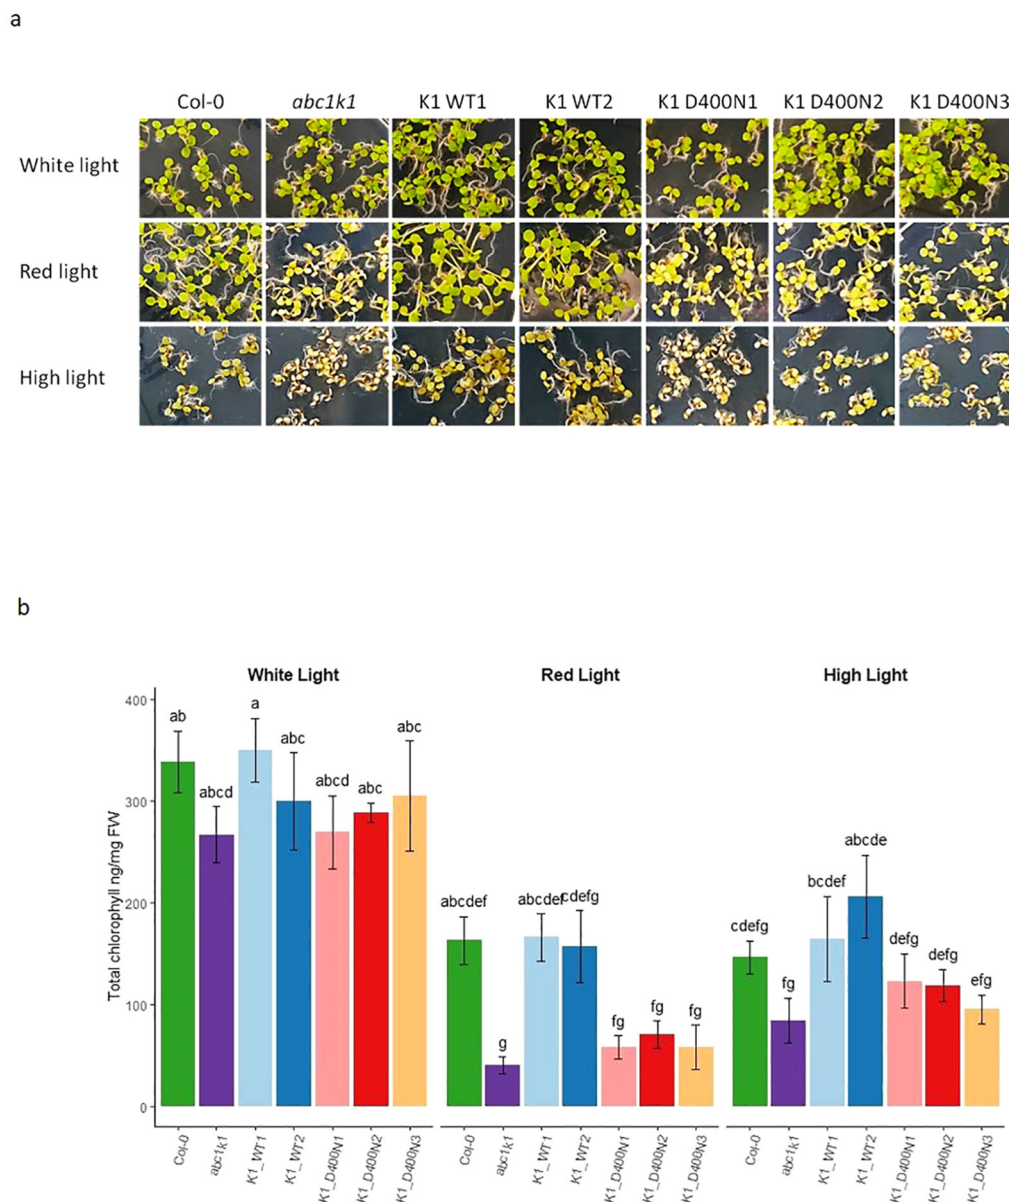 a
Col-0 abc1k1 K1 WT1 K1 WT2 K1 D400N1 K1 D400N2 K1 D400N3
White light
Red light
High light
b
White Light Red Light High Light
Total chlorophyll ng/mg FW
400
300
200
100
0
ab abcd a abc abcd abc abc
abcdef g abcdef cdefg fg fg fg
cdefg fg bcdef abcde defg defg efg
Col-0 abc1k1 K1_WT1 K1_WT2 K1_D400N1 K1_D400N2 K1_D400N3
Col-0 abc1k1 K1_WT1 K1_WT2 K1_D400N1 K1_D400N2 K1_D400N3
Col-0 abc1k1 K1_WT1 K1_WT2 K1_D400N1 K1_D400N2 K1_D400N3